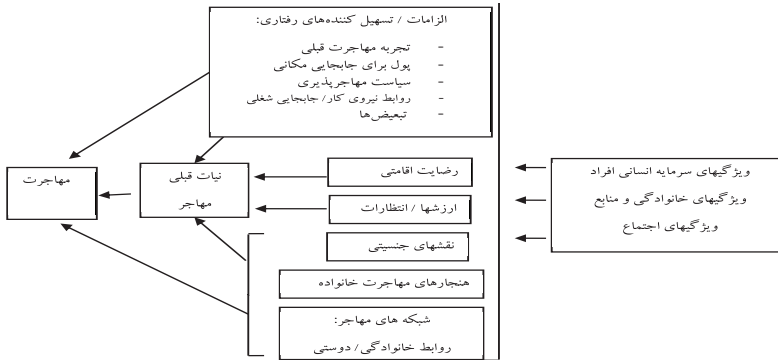 الزامات / تسهیل کننده‌های رفتاری:
- تجربه مهاجرت قبلی
- پول برای جابجایی مکانی
- سیاست مهاجرپذیری
- روابط نیروی کار/ جابجایی شغلی
- تبعیض‌ها
ویژگیهای سرمایه انسانی افراد
ویژگیهای خانوادگی و منابع
ویژگیهای اجتماع
رضایت اقامتی
ارزشها / انتظارات
نقشهای جنسیتی
هنجارهای مهاجرت خانواده
شبکه های مهاجر:
روابط خانوادگی/ دوستی
نیات قبلی
مهاجر
مهاجرت